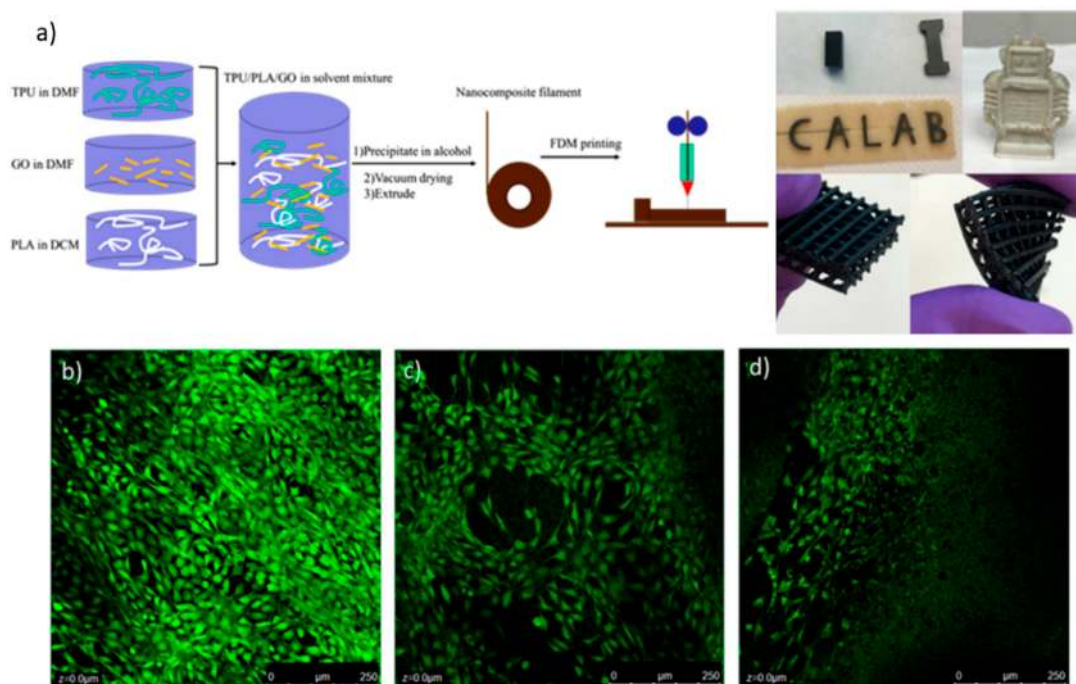 a)
TPU in DMF
GO in DMF
PLA in DCM
TPU/PLA/GO in solvent mixture
1)Precipitate in alcohol
2)Vacuum drying
3)Extrude
Nanocomposite filament
FDM printing
CALAB
b)
z=0.0µm
0 µm 250
c)
z=0.0µm
0 µm 250
d)
z=0.0µm
0 µm 250